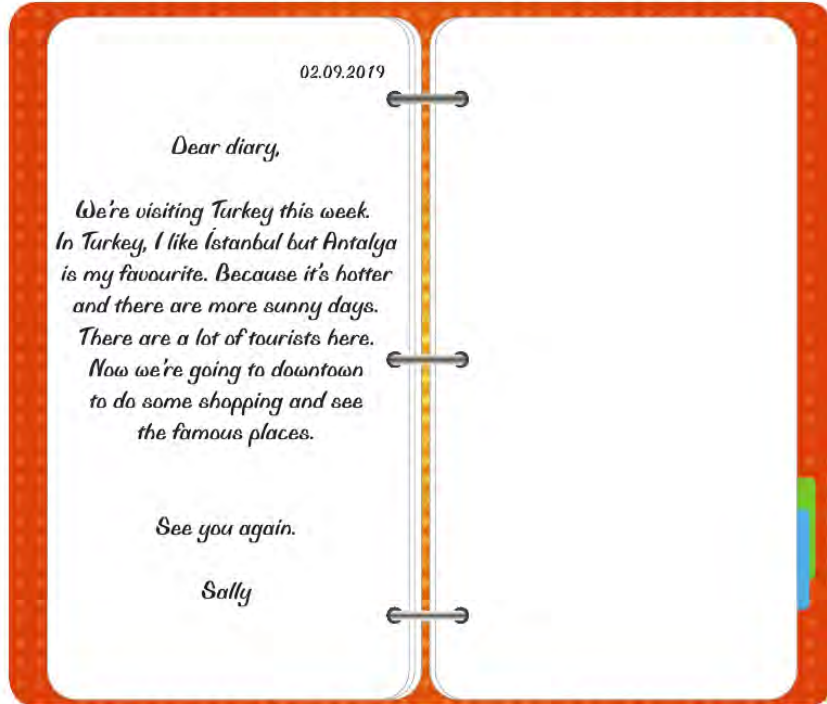 02.09.2019
Dear diary,
We're visiting Turkey this week.
In Turkey, I like İstanbul but Antalya
is my favourite. Because it's hotter
and there are more sunny days.
There are a lot of tourists here.
Now we're going to downtown
to do some shopping and see
the famous places.
See you again.
Sally